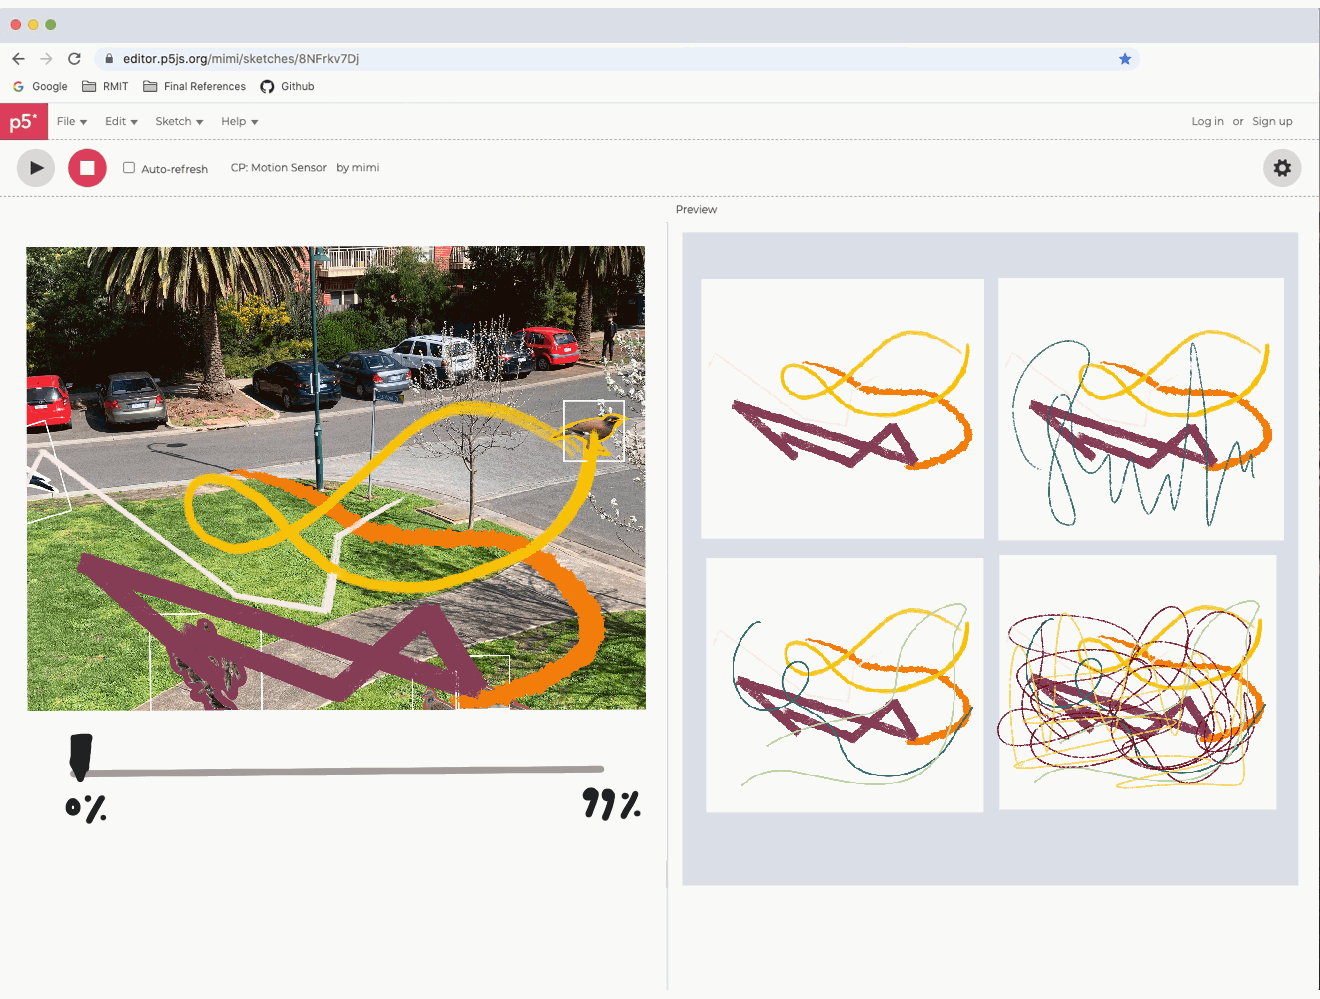 editor.p5js.org/mimi/sketches/8NFrkv7Dj
Google RMIT Final References Github
p5* File Edit Sketch Help Log in or Sign up
Auto-refresh CP: Motion Sensor by mimi
Preview
0% 99%